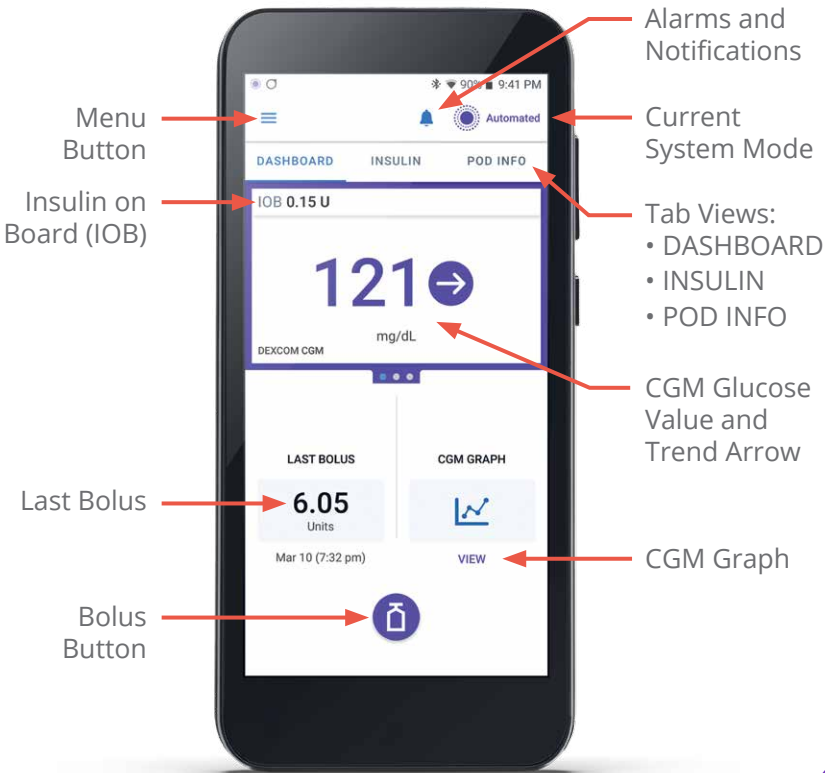 Alarms and
Notifications
90% 9:41 PM
Menu
Button
Automated
Current
System Mode
DASHBOARD INSULIN POD INFO
Insulin on
Board (IOB)
IOB 0.15 U
Tab Views:
• DASHBOARD
• INSULIN
• POD INFO
121
mg/dL
DEXCOM CGM
CGM Glucose
Value and
Trend Arrow
LAST BOLUS
CGM GRAPH
Last Bolus
6.05
Units
Mar 10 (7:32 pm)
VIEW
CGM Graph
Bolus
Button